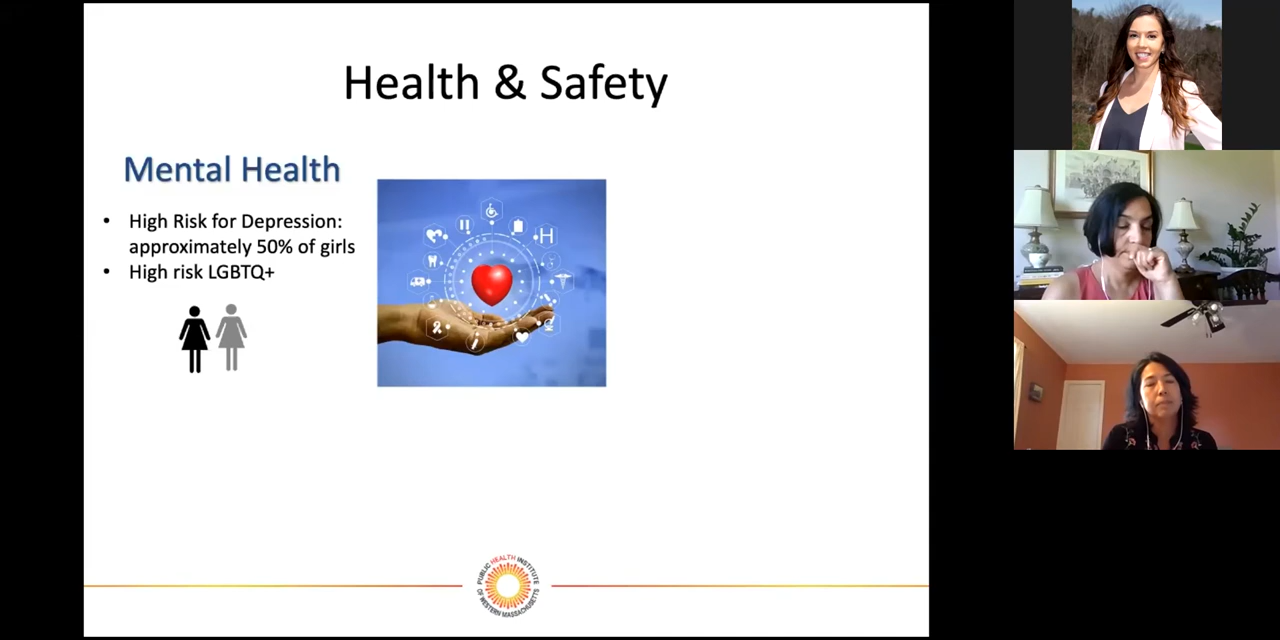 Health & Safety
Mental Health
• High Risk for Depression:
approximately 50% of girls
• High risk LGBTQ+
PUBLIC HEALTH INSTITUTE
OF WESTERN MASSACHUSETTS